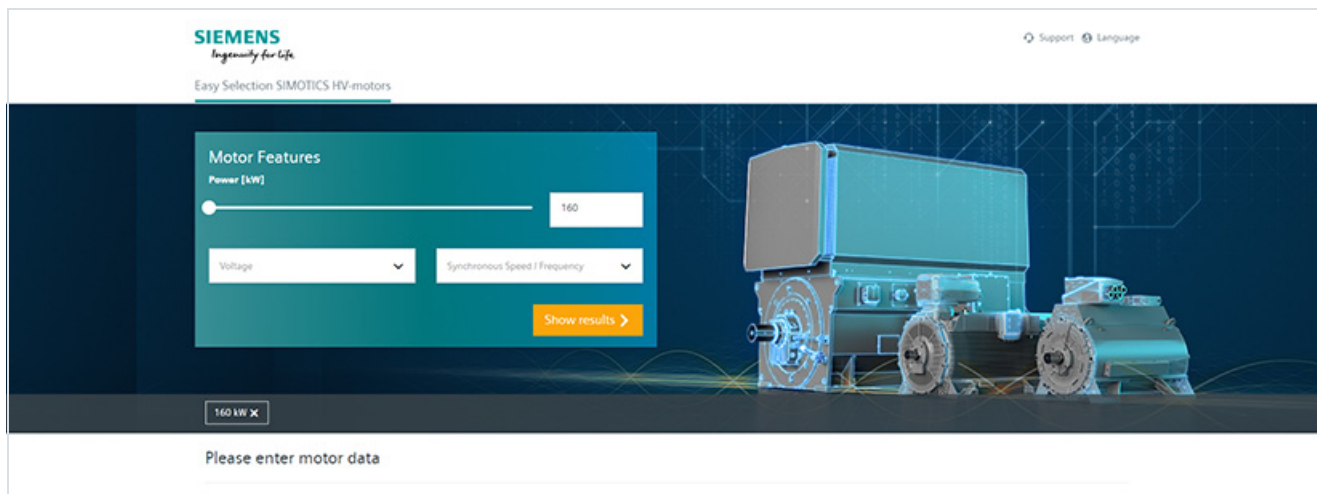 SIEMENS
Ingenuity for life
Support Language
Easy Selection SIMOTICS HV-motors
Motor Features
Power [kW]
160
Voltage
Synchronous Speed / Frequency
Show results
160 kW
Please enter motor data